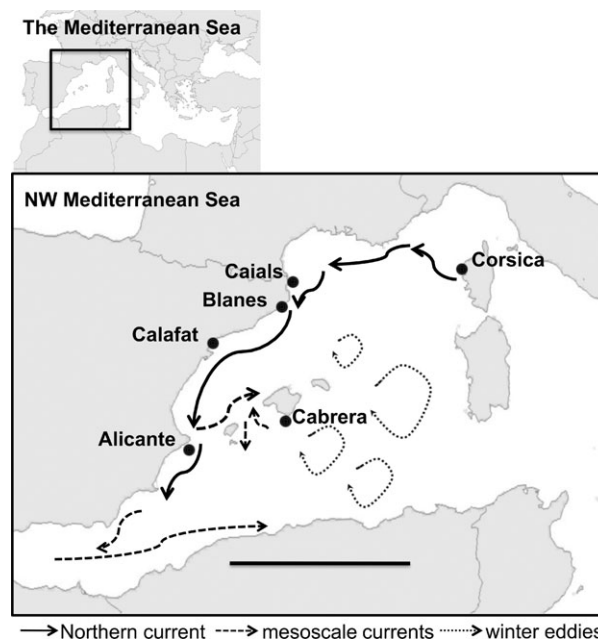 The Mediterranean Sea
NW Mediterranean Sea
Caials
Corsica
Blanes
Calafat
Cabrera
Alicante
Northern current mesoscale currents winter eddies